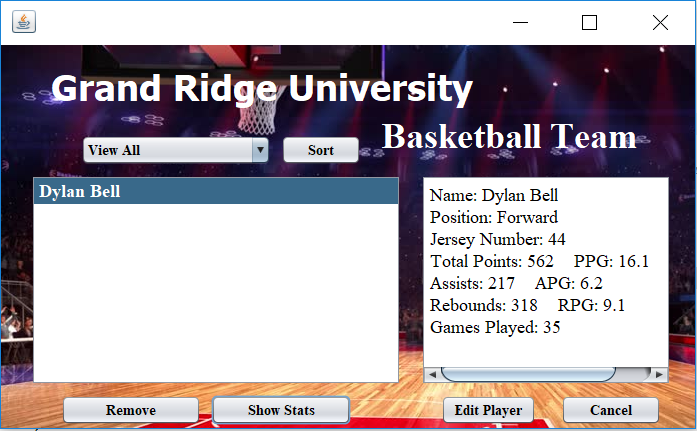 Grand Ridge University
Basketball Team
View All
Sort
Dylan Bell
Name: Dylan Bell
Position: Forward
Jersey Number: 44
Total Points: 562 PPG: 16.1
Assists: 217 APG: 6.2
Rebounds: 318 RPG: 9.1
Games Played: 35
Remove
Show Stats
Edit Player
Cancel